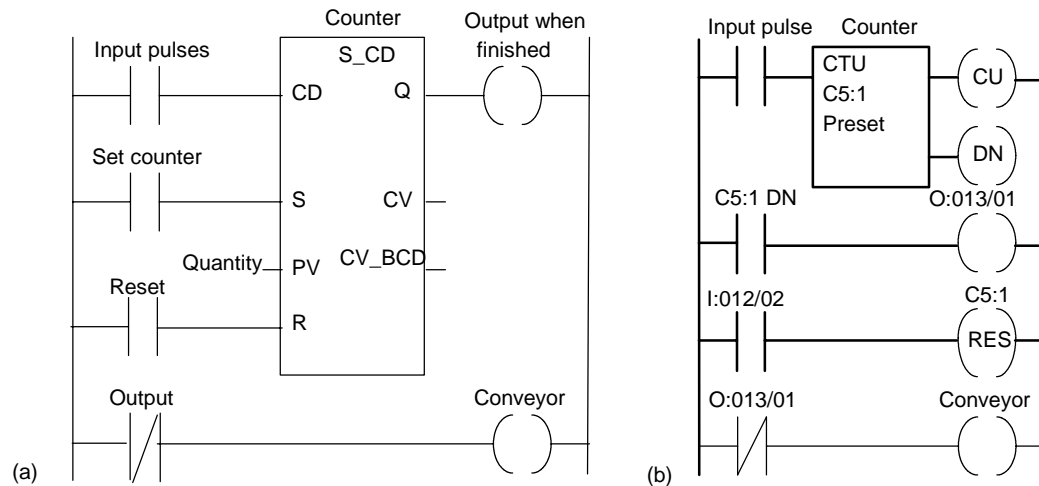 Counter
Output when
finished
Input pulses
S_CD
CD
Q
Set counter
S
CV
Quantity
PV
CV_BCD
Reset
R
Output
Conveyor
(a)
Input pulse
Counter
CTU
CU
C5:1
Preset
DN
C5:1 DN
O:013/01
I:012/02
C5:1
RES
O:013/01
Conveyor
(b)